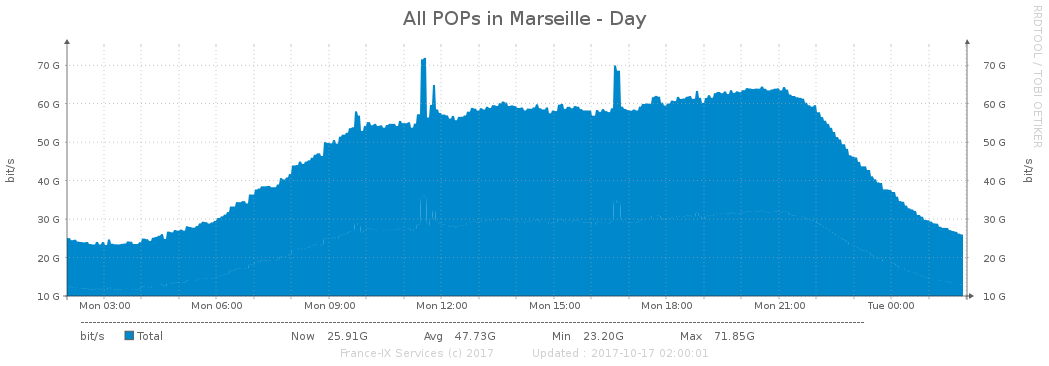 All POPs in Marseille - Day
RRDTOOL / TOBI OETIKER
bit/s
70 G 70 G
60 G 60 G
50 G 50 G
40 G 40 G
30 G 30 G
20 G 20 G
10 G 10 G
bit/s
Mon 03:00 Mon 06:00 Mon 09:00 Mon 12:00 Mon 15:00 Mon 18:00 Mon 21:00 Tue 00:00
bit/s Total Now 25.91G Avg 47.73G Min 23.20G Max 71.85G
France-IX Services (c) 2017 Updated : 2017-10-17 02:00:01